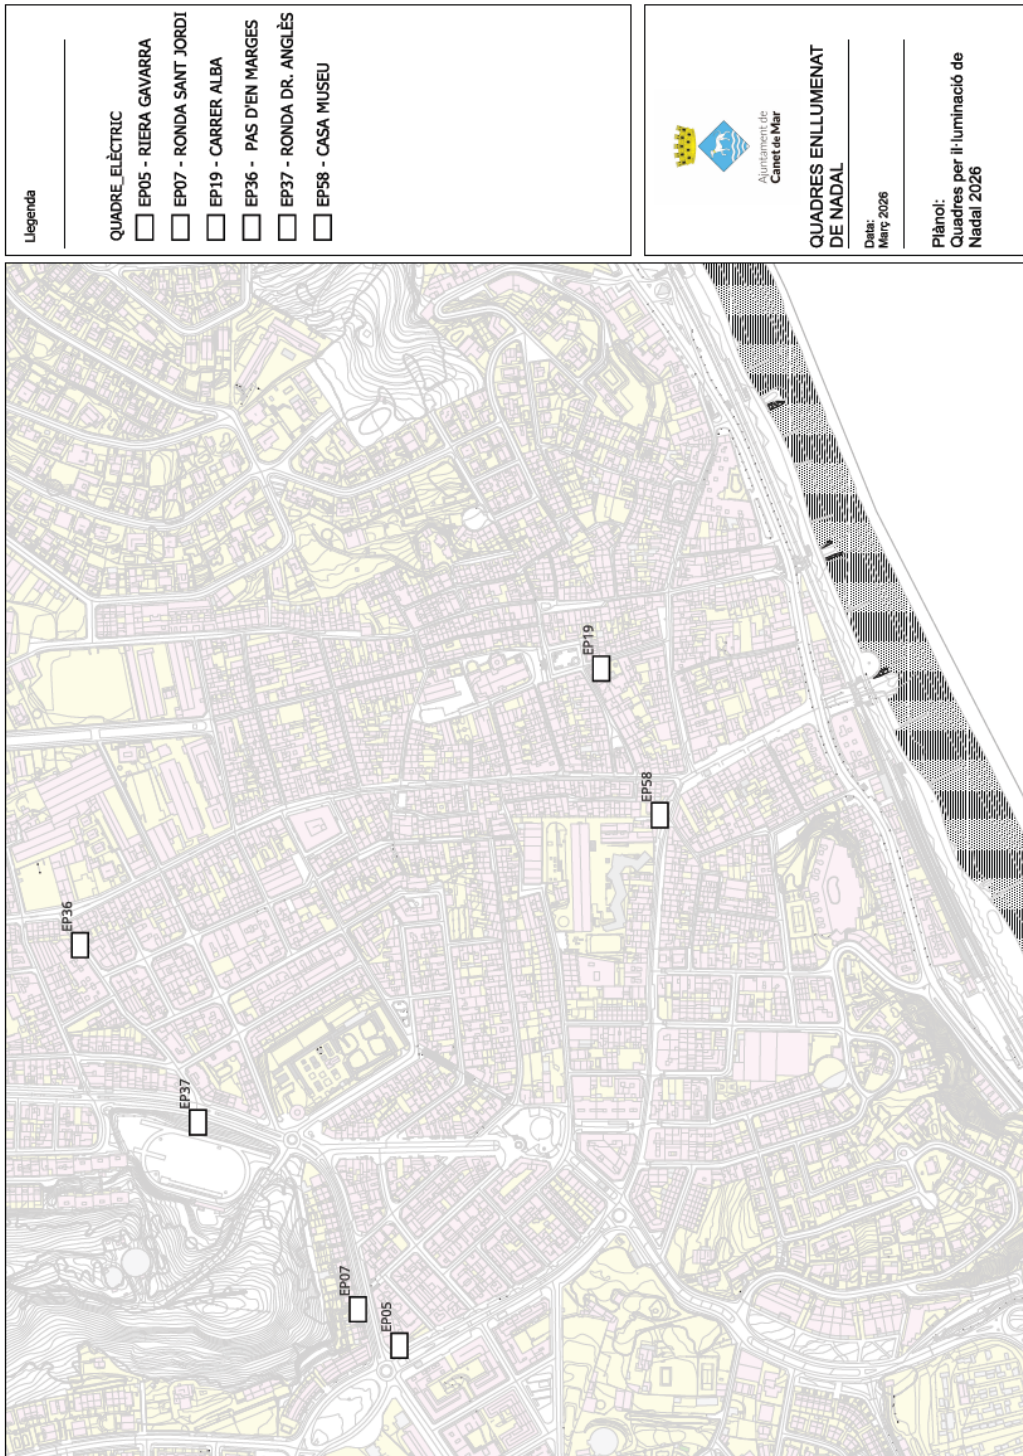 Llegenda
QUADRE_ELÈCTRIC
EP05 - RIERA GAVARRA
EP07 - RONDA SANT JORDI
EP19 - CARRER ALBA
EP36 - PAS D'EN MARGES
EP37 - RONDA DR. ANGLÈS
EP58 - CASA MUSEU
Ajuntament de
Canet de Mar
QUADRES ENLLUMENAT
DE NADAL
Data:
Març 2026
Plànol:
Quadres per il·luminació de
Nadal 2026
EP36
EP37
EP07
EP05
EP19
EP58